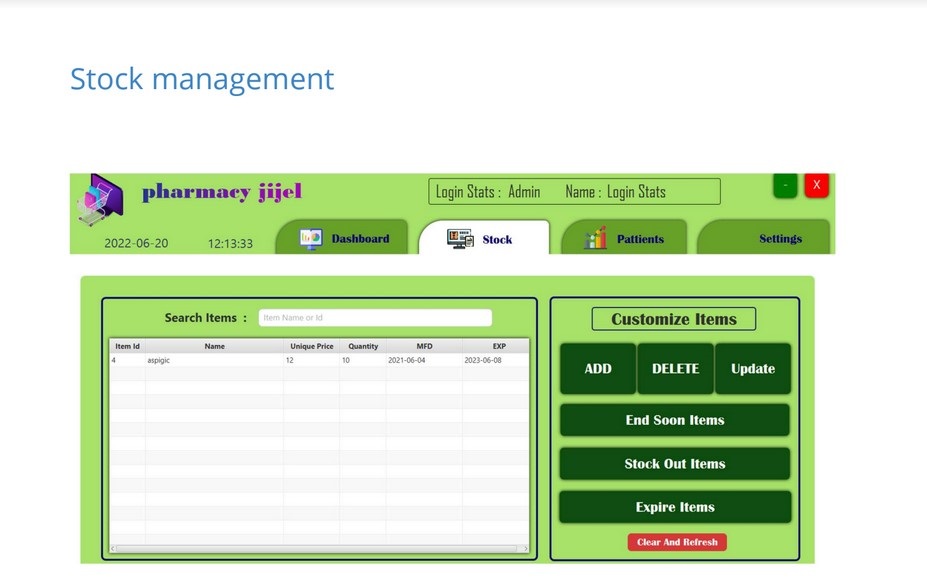 Stock management
pharmacy jijel
Login Stats : Admin Name : Login Stats
- X
2022-06-20 12:13:33
Dashboard Stock Pattients Settings
Search Items : Item Name or Id
Item Id Name Unique Price Quantity MFD EXP
4 aspigic 12 10 2021-06-04 2023-06-08
Customize Items
ADD DELETE Update
End Soon Items
Stock Out Items
Expire Items
Clear And Refresh